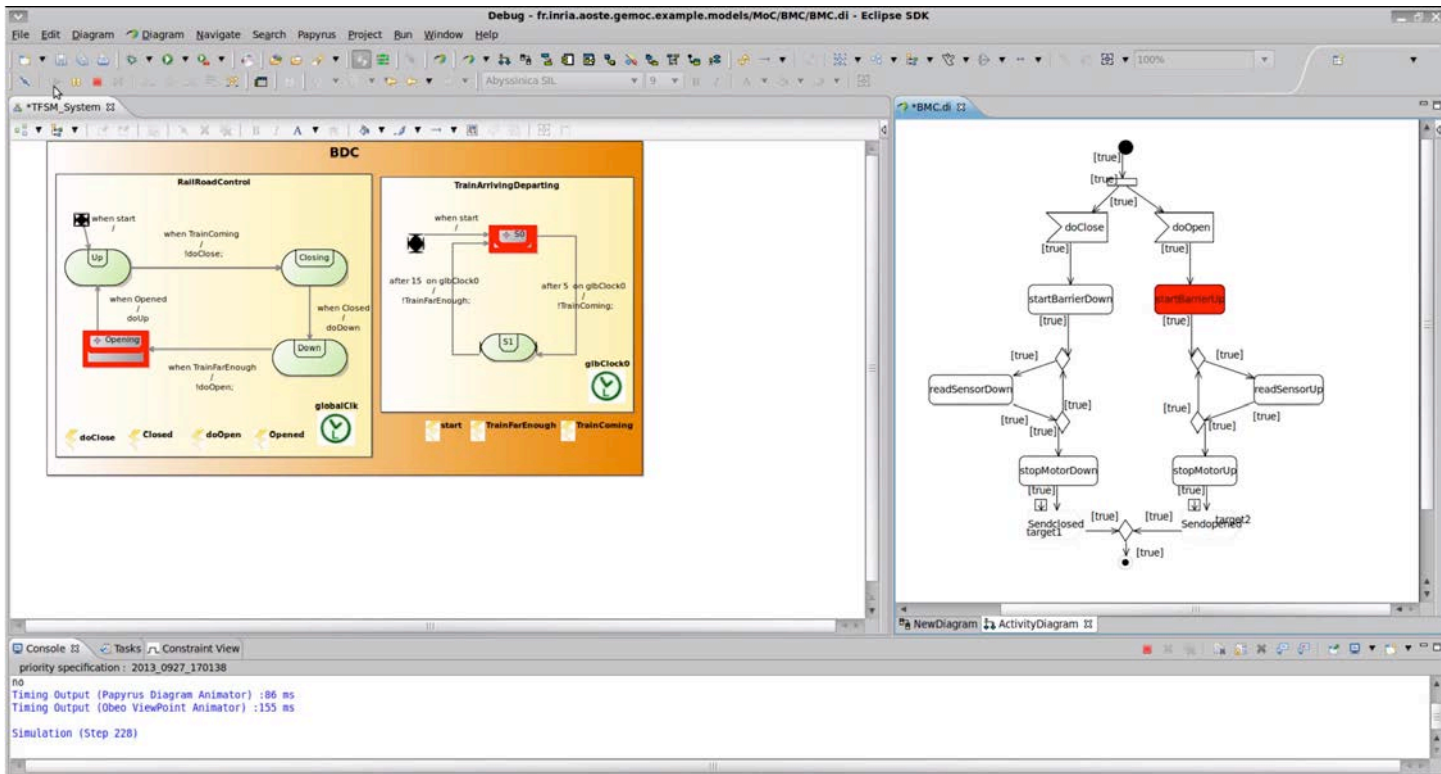 Debug - fr.inria.aoste.gemoc.example.models/MoC/BMC/BMC.di - Eclipse SDK
File Edit Diagram Diagram Navigate Search Papyrus Project Run Window Help
100%
Abyssinica SIL 9
*TFSM_System
BDC
RailRoadControl
when start
/
when TrainComing
/
!doClose;
Up
Closing
when Opened
/
doUp
when Closed
/
doDown
Opening
Down
when TrainFarEnough
/
!doOpen;
globalClk
doClose Closed doOpen Opened
TrainArrivingDeparting
when start
/
S0
after 15 on glbClock0
/
!TrainFarEnough;
after 5 on glbClock0
/
!TrainComing;
S1
glbClock0
start TrainFarEnough TrainComing
*BMC.di
[true]
[true]
[true]
doClose doOpen
[true] [true]
startBarrierDown startBarrierUp
[true] [true]
[true] [true]
readSensorDown readSensorUp
[true] [true]
[true] [true]
[true] [true]
stopMotorDown stopMotorUp
[true] [true]
Sendclosed [true] [true] Sendopened target2
target1
[true]
NewDiagram ActivityDiagram
Console Tasks Constraint View
priority specification : 2013_0927_170138
no
Timing Output (Papyrus Diagram Animator) :86 ms
Timing Output (Obeo ViewPoint Animator) :155 ms
Simulation (Step 228)